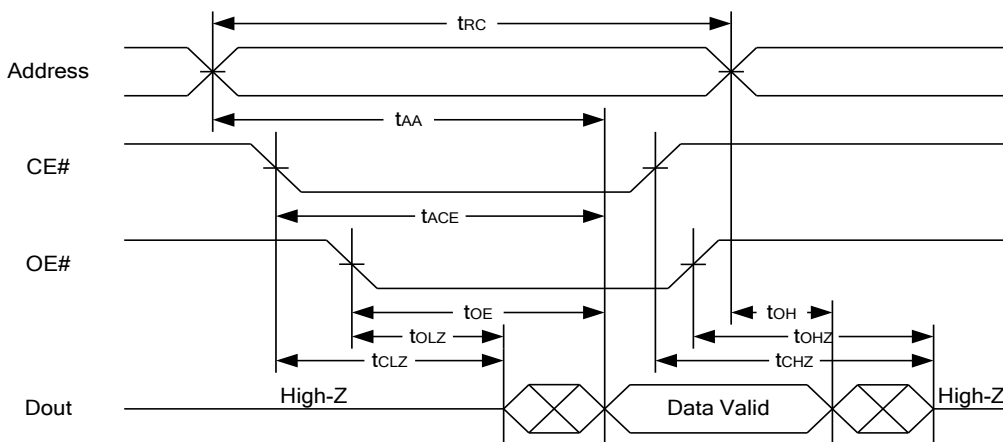 tRC
Address
tAA
CE#
tACE
OE#
tOE
tOH
tOLZ
tOHZ
tCLZ
tCHZ
High-Z
Data Valid
High-Z
Dout